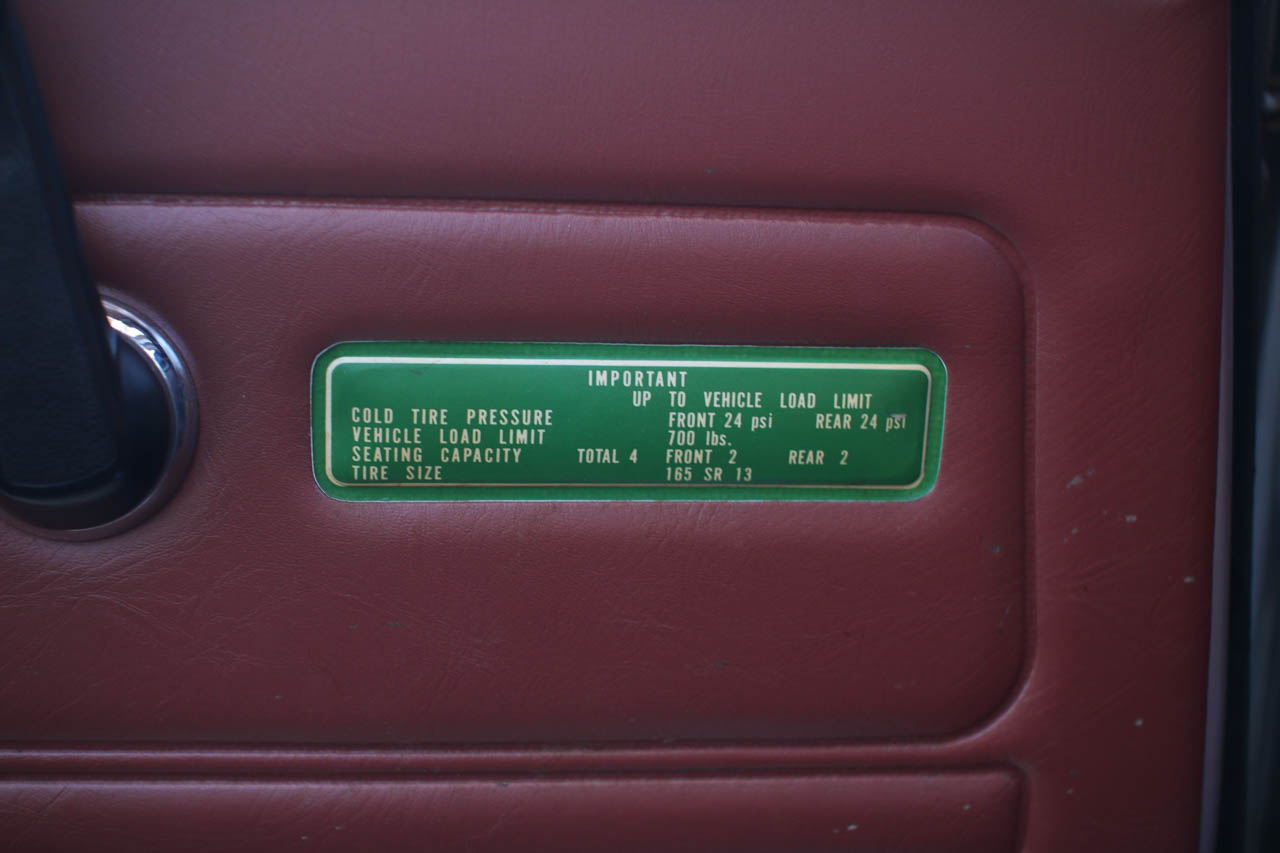 IMPORTANT
UP TO VEHICLE LOAD LIMIT
COLD TIRE PRESSURE FRONT 24 psi REAR 24 psi
VEHICLE LOAD LIMIT 700 lbs.
SEATING CAPACITY TOTAL 4 FRONT 2 REAR 2
TIRE SIZE 165 SR 13